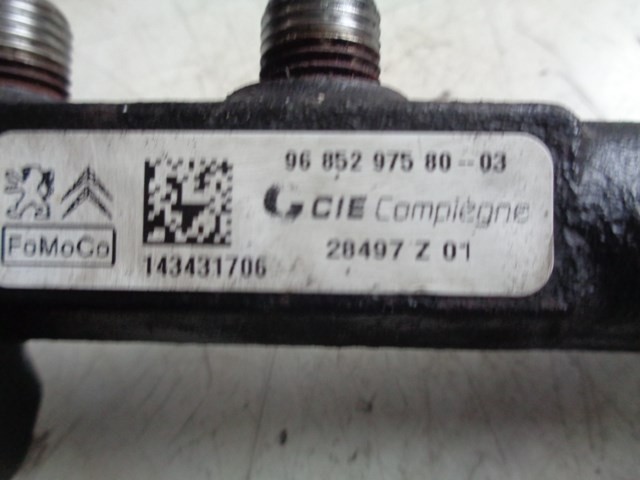 96 852 975 80-03
CIE Compiègne
28497 Z 01
FoMoCo
143431706